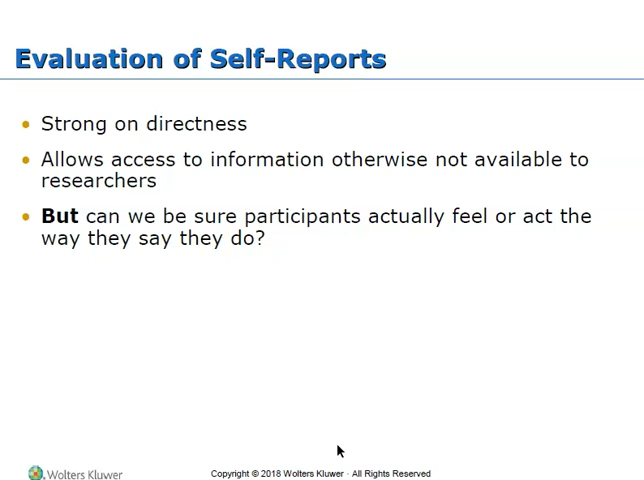 Evaluation of Self-Reports
Strong on directness
Allows access to information otherwise not available to
researchers
But can we be sure participants actually feel or act the
way they say they do?
Wolters Kluwer
Copyright © 2018 Wolters Kluwer · All Rights Reserved